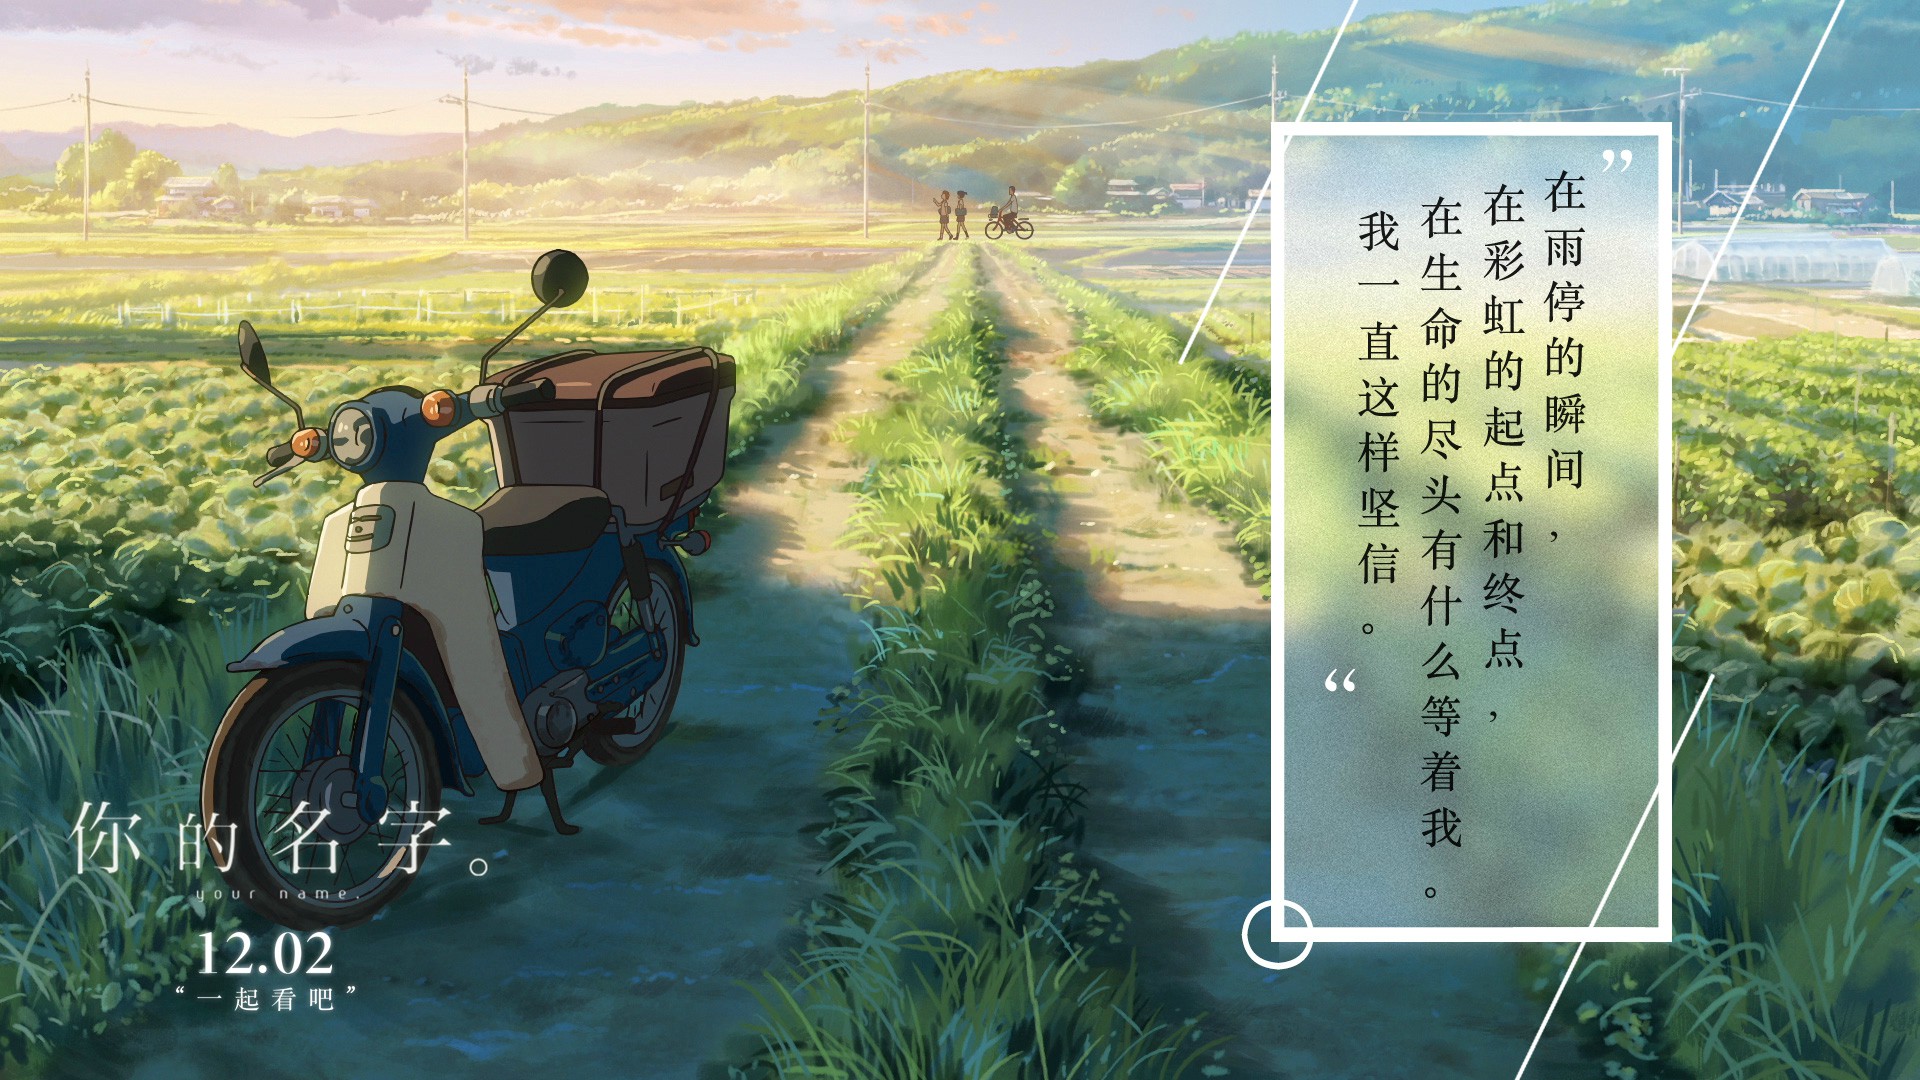 ”
在雨停的瞬间，
在彩虹的起点和终点，
在生命的尽头有什么等着我。
我一直这样坚信。
“
你的名字。
your name.
12.02
“一起看吧”